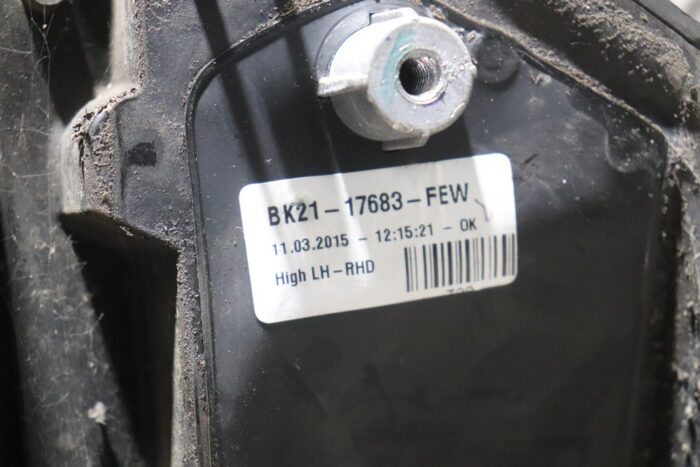 BK21-17683-FEW
11.03.2015 - 12:15:21 - OK
High LH-RHD